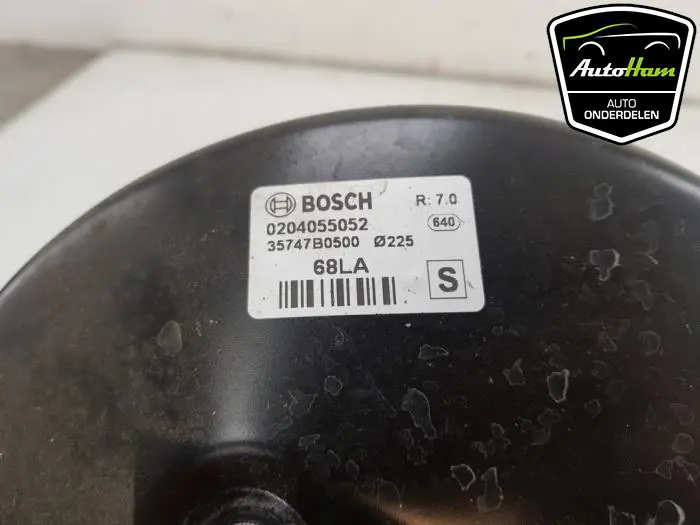 AutoHam
AUTO
ONDERDELEN
BOSCH R: 7.0
0204055052 640
35747B0500 Ø225
68LA S